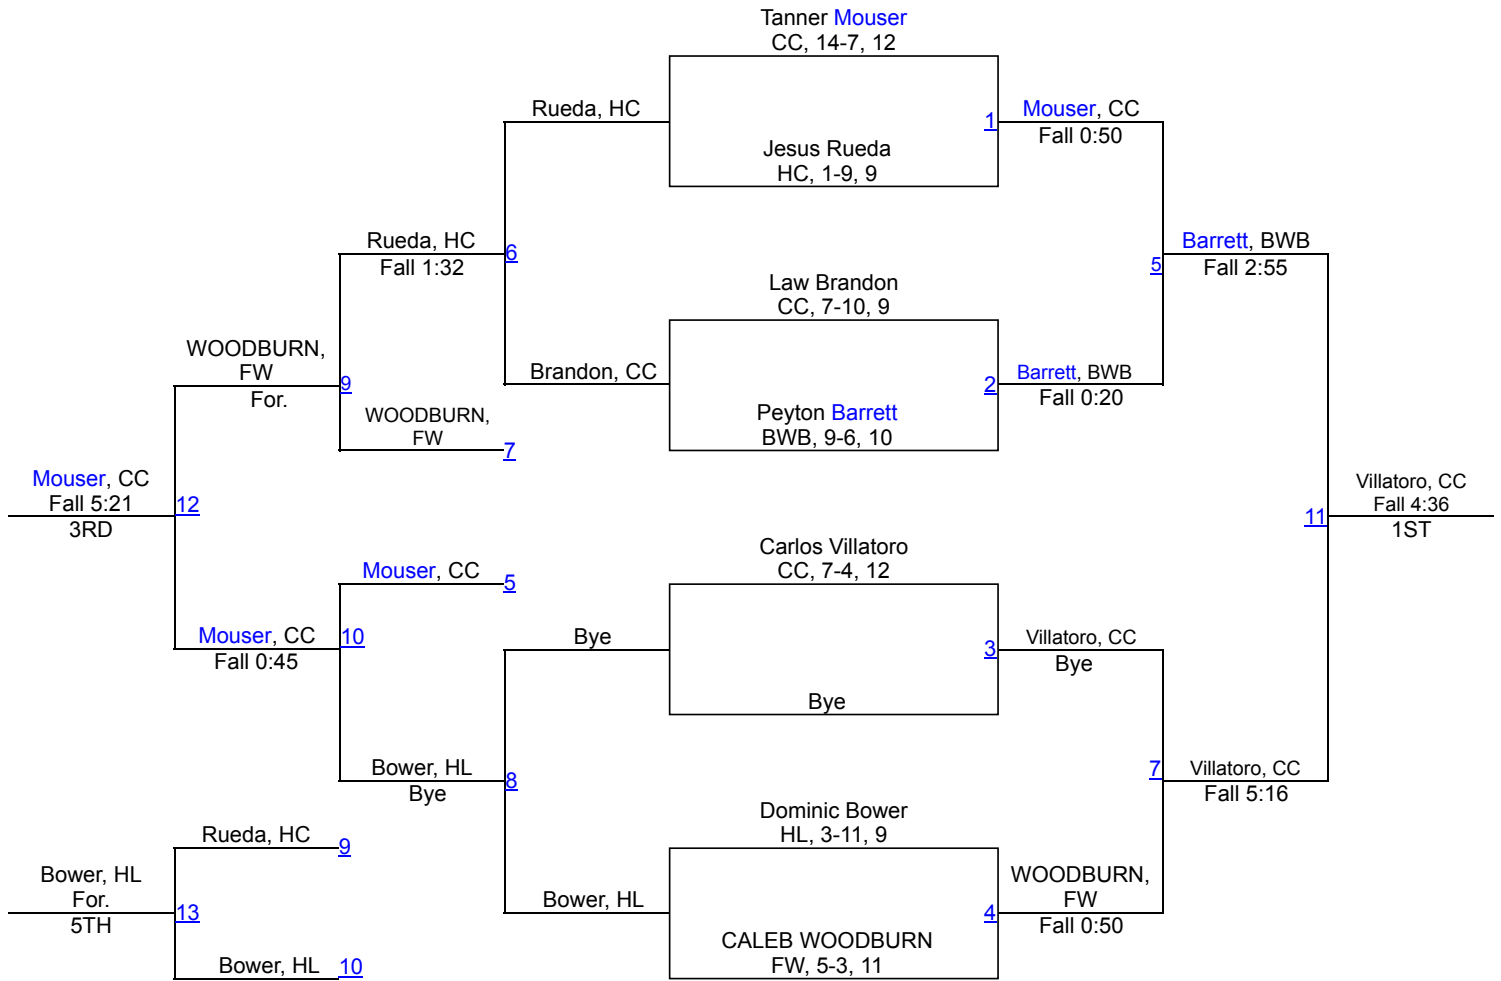 Tanner Mouser
CC, 14-7, 12
Rueda, HC
1
Mouser, CC
Fall 0:50
Jesus Rueda
HC, 1-9, 9
Rueda, HC
Fall 1:32
6
5
Barrett, BWB
Fall 2:55
Law Brandon
CC, 7-10, 9
WOODBURN,
FW
For.
9
Brandon, CC
2
Barrett, BWB
Fall 0:20
WOODBURN,
FW
7
Peyton Barrett
BWB, 9-6, 10
Mouser, CC
Fall 5:21
3RD
12
11
Villatoro, CC
Fall 4:36
1ST
Carlos Villatoro
CC, 7-4, 12
Mouser, CC
5
Mouser, CC
Fall 0:45
10
Bye
3
Villatoro, CC
Bye
Bye
Bower, HL
Bye
8
7
Villatoro, CC
Fall 5:16
Dominic Bower
HL, 3-11, 9
Rueda, HC
9
Bower, HL
For.
5TH
13
Bower, HL
4
WOODBURN,
FW
Fall 0:50
CALEB WOODBURN
FW, 5-3, 11
Bower, HL
10